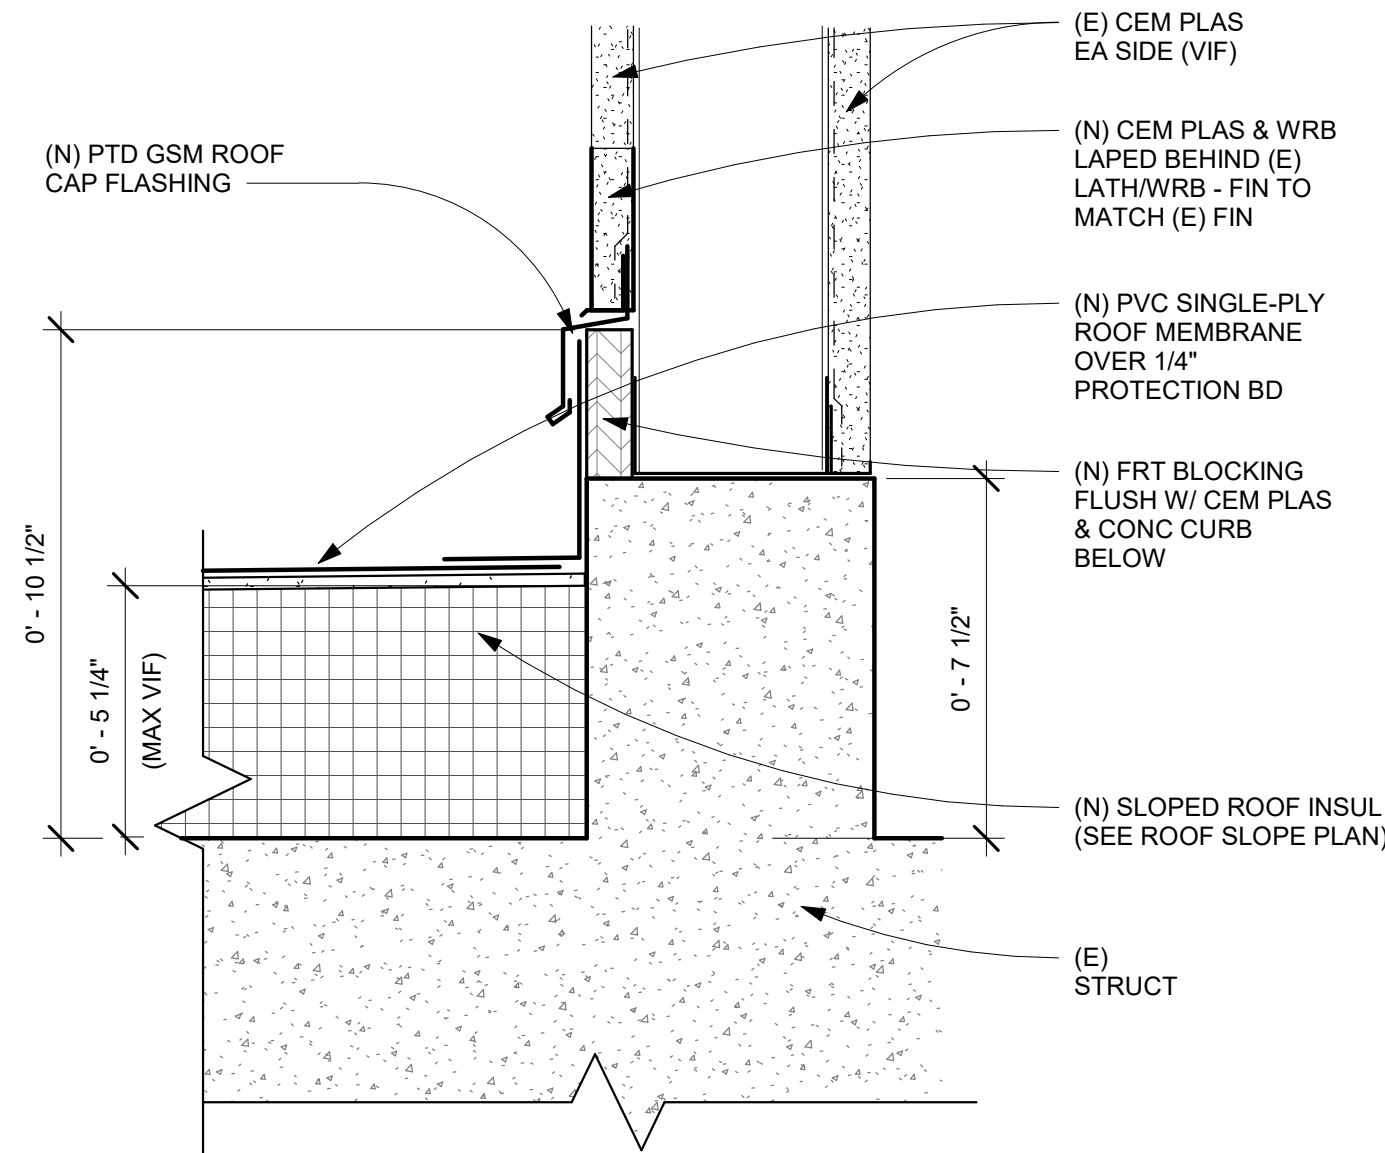 (E) CEM PLAS
EA SIDE (VIF)
(N) CEM PLAS & WRB
LAPED BEHIND (E)
LATH/WRB - FIN TO
MATCH (E) FIN
(N) PTD GSM ROOF
CAP FLASHING
(N) PVC SINGLE-PLY
ROOF MEMBRANE
OVER 1/4"
PROTECTION BD
(N) FRT BLOCKING
FLUSH W/ CEM PLAS
& CONC CURB
BELOW
0' - 10 1/2"
0' - 5 1/4"
(MAX VIF)
0' - 7 1/2"
(N) SLOPED ROOF INSUL
(SEE ROOF SLOPE PLAN)
(E)
STRUCT